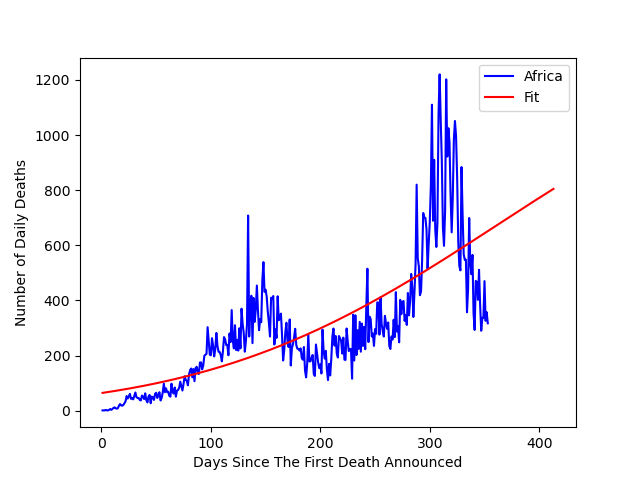 Africa
Fit
1200
1000
800
600
400
200
0
Number of Daily Deaths
0 100 200 300 400
Days Since The First Death Announced